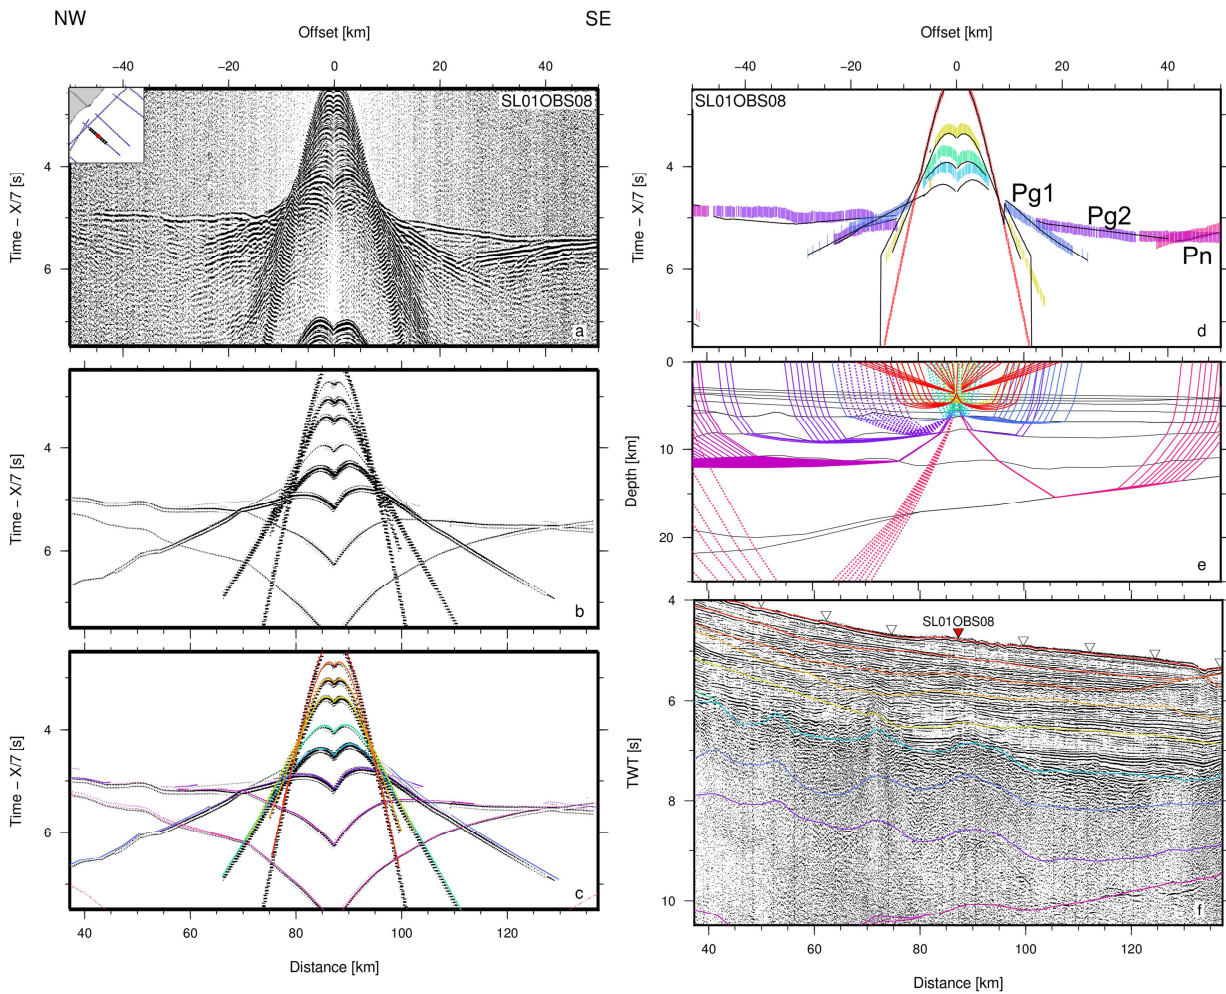 NW SE
Offset [km]
−40 −20 0 20 40
SL01OBS08
4
6
Time − X/7 [s]
a
4
6
Time − X/7 [s]
b
4
6
Time − X/7 [s]
c
40 60 80 100 120
Distance [km]
Offset [km]
−40 −20 0 20 40
SL01OBS08
4
6
Time − X/7 [s]
Pg1
Pg2
Pn
d
0
10
20
Depth [km]
e
4
6
8
10
TWT [s]
SL01OBS08
f
40 60 80 100 120
Distance [km]